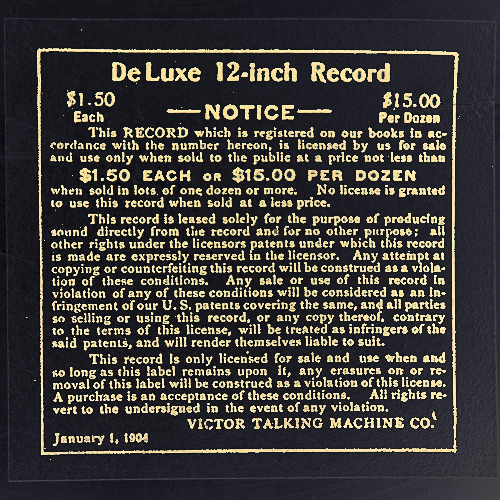 DeLuxe 12-inch Record
$1.50 $15.00
Each —NOTICE— Per Dozen
This RECORD which is registered on our books in ac-
cordance with the number hereon, is licensed by us for sale
and use only when sold to the public at a price not less than
$1.50 EACH OR $15.00 PER DOZEN
when sold in lots of one dozen or more. No license is granted
to use this record when sold at a less price.
This record is leased solely for the purpose of producing
sound directly from the record and for no other purpose; all
other rights under the licensors patents under which this record
is made are expressly reserved in the licensor. Any attempt at
copying or counterfeiting this record will be construed as a viola-
tion of these conditions. Any sale or use of this record in
violation of any of these conditions will be considered as an in-
fringement of our U.S. patents covering the same, and all parties
so selling or using this record, or any copy thereof, contrary
to the terms of this license, will be treated as infringers of the
said patents, and will render themselves liable to suit.
This record is only licensed for sale and use when and
so long as this label remains upon it, any erasures on or re-
moval of this label will be construed as a violation of this license.
A purchase is an acceptance of these conditions. All rights re-
vert to the undersigned in the event of any violation.
VICTOR TALKING MACHINE CO.
January 1, 1904